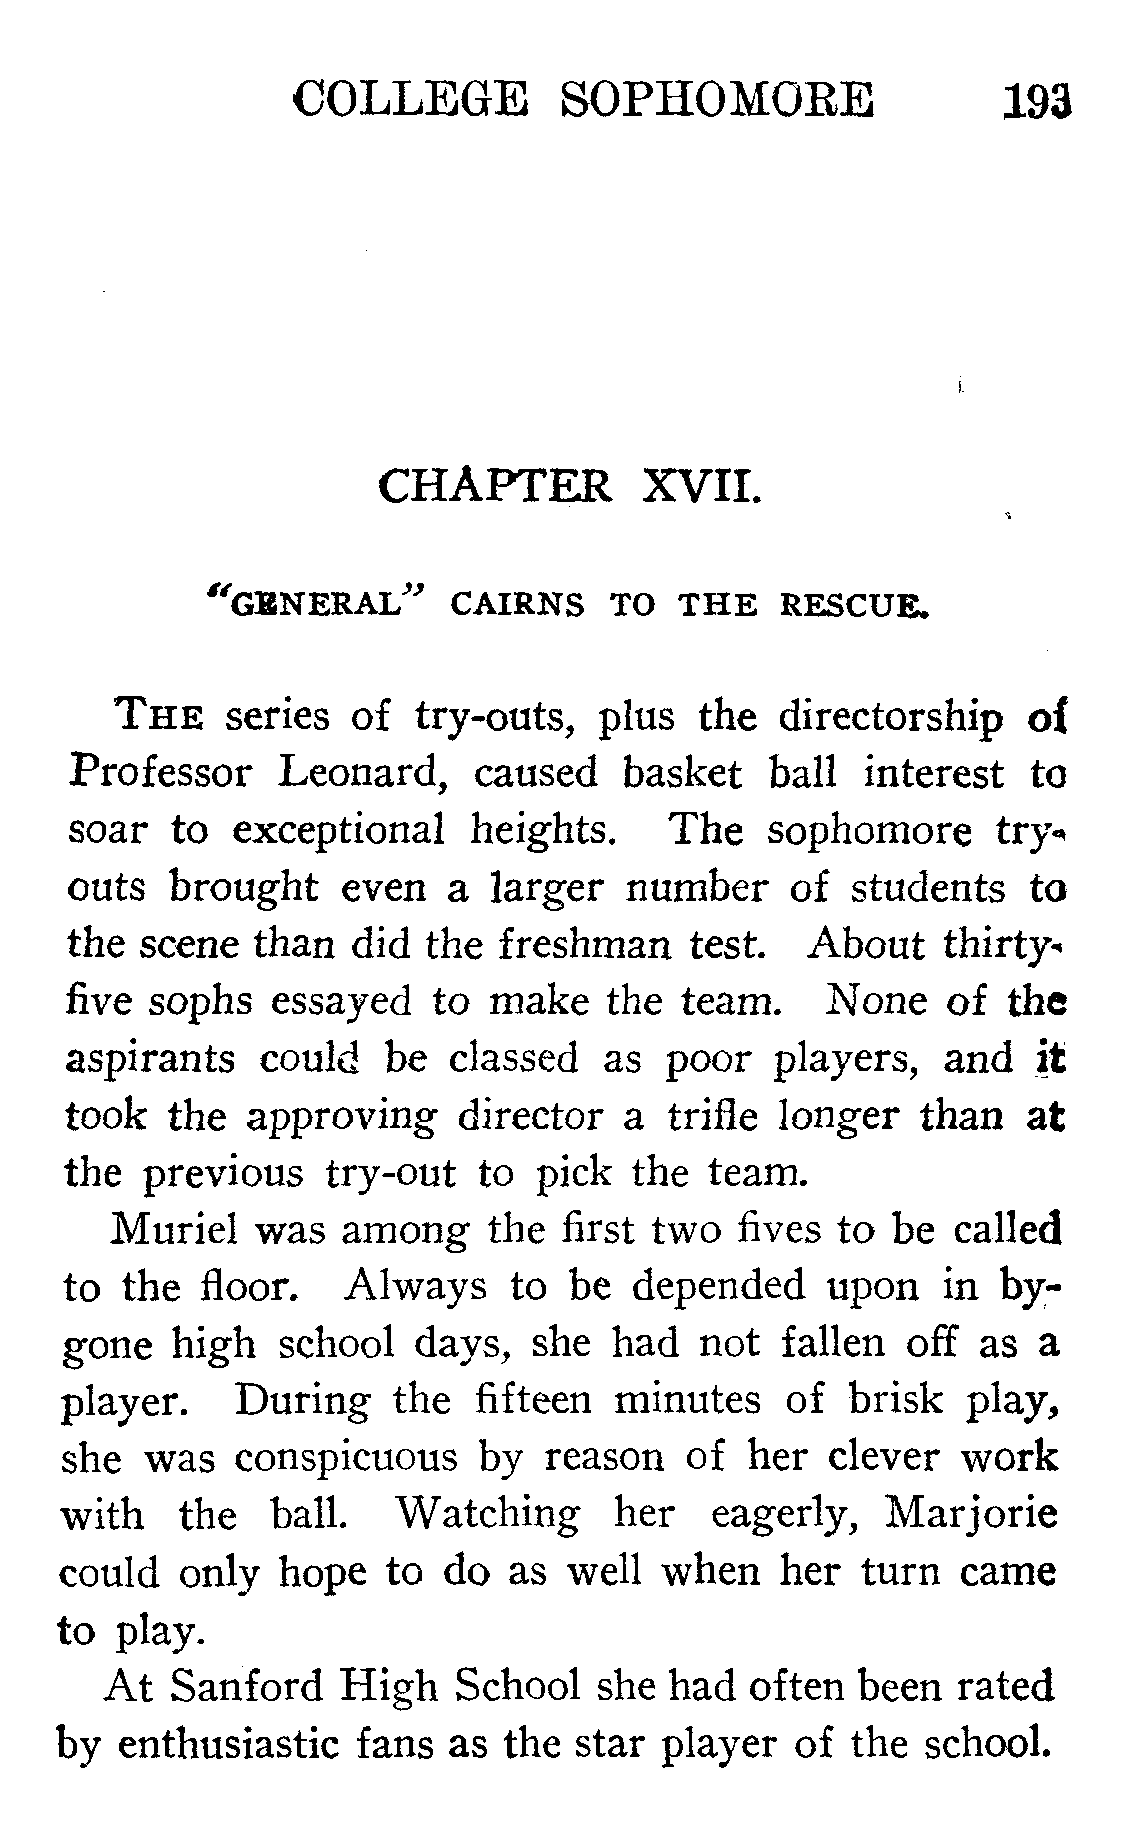 COLLEGE SOPHOMORE 193
CHAPTER XVII.
"GENERAL" CAIRNS TO THE RESCUE.
THE series of try-outs, plus the directorship of
Professor Leonard, caused basket ball interest to
soar to exceptional heights. The sophomore try-
outs brought even a larger number of students to
the scene than did the freshman test. About thirty-
five sophs essayed to make the team. None of the
aspirants could be classed as poor players, and it
took the approving director a trifle longer than at
the previous try-out to pick the team.
Muriel was among the first two fives to be called
to the floor. Always to be depended upon in by-
gone high school days, she had not fallen off as a
player. During the fifteen minutes of brisk play,
she was conspicuous by reason of her clever work
with the ball. Watching her eagerly, Marjorie
could only hope to do as well when her turn came
to play.
At Sanford High School she had often been rated
by enthusiastic fans as the star player of the school.